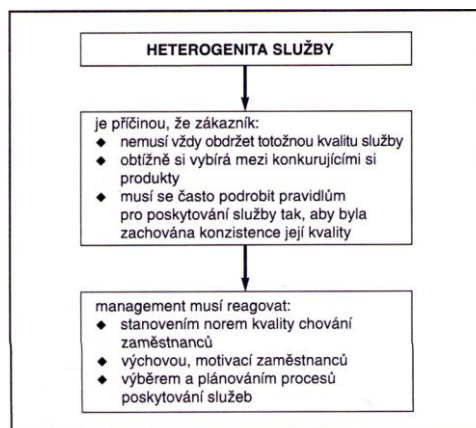 HETEROGENITA SLUŽBY
je příčinou, že zákazník:
◆ nemusí vždy obdržet totožnou kvalitu služby
◆ obtížně si vybírá mezi konkurujícími si
produkty
◆ musí se často podrobit pravidlům
pro poskytování služby tak, aby byla
zachována konzistence její kvality
management musí reagovat:
◆ stanovením norem kvality chování
zaměstnanců
◆ výchovou, motivací zaměstnanců
◆ výběrem a plánováním procesů
poskytování služeb